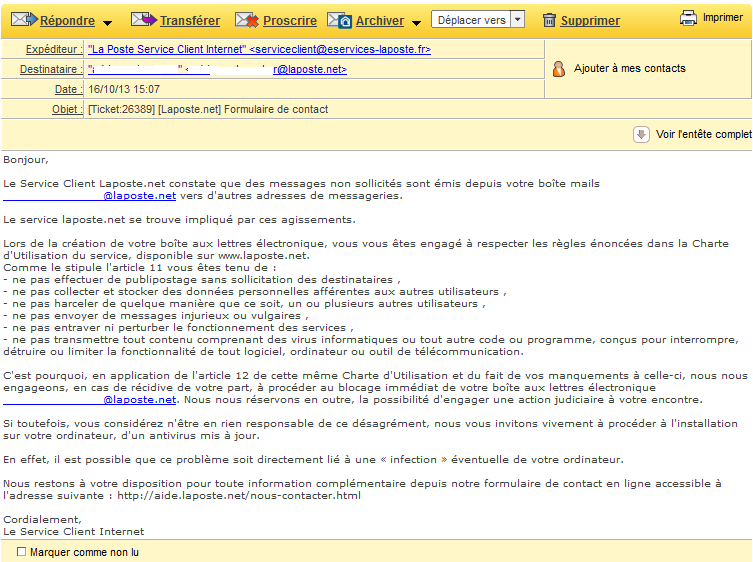 Répondre Transférer Proscrire Archiver Déplacer vers Supprimer Imprimer
Expéditeur : "La Poste Service Client Internet" <serviceclient@eservices-laposte.fr>
Ajouter à mes contacts
Destinataire : @laposte.net>
Date : 16/10/13 15:07
Objet : [Ticket:26389] [Laposte.net] Formulaire de contact
Voir l'entête complet
Bonjour,
Le Service Client Laposte.net constate que des messages non sollicités sont émis depuis votre boîte mails
@laposte.net vers d'autres adresses de messageries.
Le service laposte.net se trouve impliqué par ces agissements.
Lors de la création de votre boîte aux lettres électronique, vous vous êtes engagé à respecter les règles énoncées dans la Charte
d'Utilisation du service, disponible sur www.laposte.net.
Comme le stipule l'article 11 vous êtes tenu de :
- ne pas effectuer de publipostage sans sollicitation des destinataires ,
- ne pas collecter et stocker des données personnelles afférentes aux autres utilisateurs ,
- ne pas harceler de quelque manière que ce soit, un ou plusieurs autres utilisateurs ,
- ne pas envoyer de messages injurieux ou vulgaires ,
- ne pas entraver ni perturber le fonctionnement des services ,
- ne pas transmettre tout contenu comprenant des virus informatiques ou tout autre code ou programme, conçus pour interrompre,
détruire ou limiter la fonctionnalité de tout logiciel, ordinateur ou outil de télécommunication.
C'est pourquoi, en application de l'article 12 de cette même Charte d'Utilisation et du fait de vos manquements à celle-ci, nous nous
engageons, en cas de récidive de votre part, à procéder au blocage immédiat de votre boîte aux lettres électronique
@laposte.net. Nous nous réservons en outre, la possibilité d'engager une action judiciaire à votre encontre.
Si toutefois, vous considérez n'être en rien responsable de ce désagrément, nous vous invitons vivement à procéder à l'installation
sur votre ordinateur, d'un antivirus mis à jour.
En effet, il est possible que ce problème soit directement lié à une « infection » éventuelle de votre ordinateur.
Nous restons à votre disposition pour toute information complémentaire depuis notre formulaire de contact en ligne accessible à
l'adresse suivante : http://aide.laposte.net/nous-contacter.html
Cordialement,
Le Service Client Internet
Marquer comme non lu